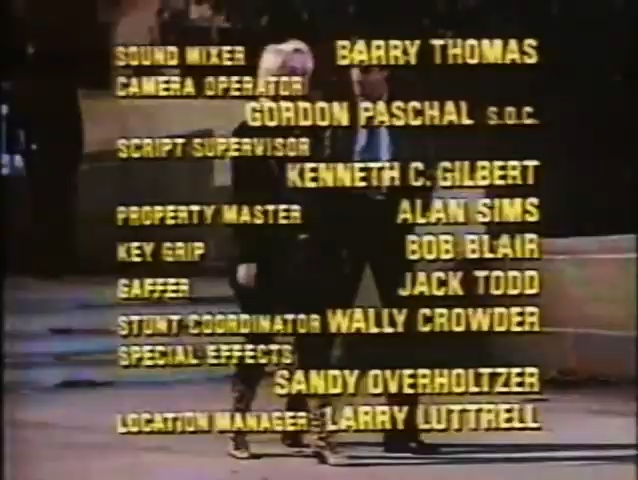 SOUND MIXER BARRY THOMAS
CAMERA OPERATOR
GORDON PASCHAL S.O.C.
SCRIPT SUPERVISOR
KENNETH C. GILBERT
PROPERTY MASTER ALAN SIMS
KEY GRIP BOB BLAIR
GAFFER JACK TODD
STUNT COORDINATOR WALLY CROWDER
SPECIAL EFFECTS
SANDY OVERHOLTZER
LOCATION MANAGER LARRY LUTTRELL